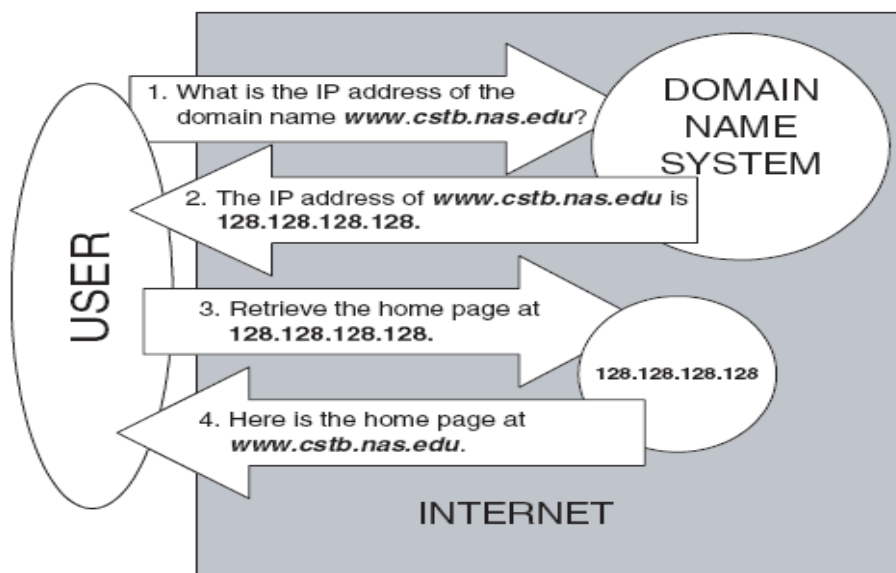 1. What is the IP address of the
domain name www.cstb.nas.edu?
DOMAIN
NAME
SYSTEM
2. The IP address of www.cstb.nas.edu is
128.128.128.128.
USER
3. Retrieve the home page at
128.128.128.128.
128.128.128.128
4. Here is the home page at
www.cstb.nas.edu.
INTERNET